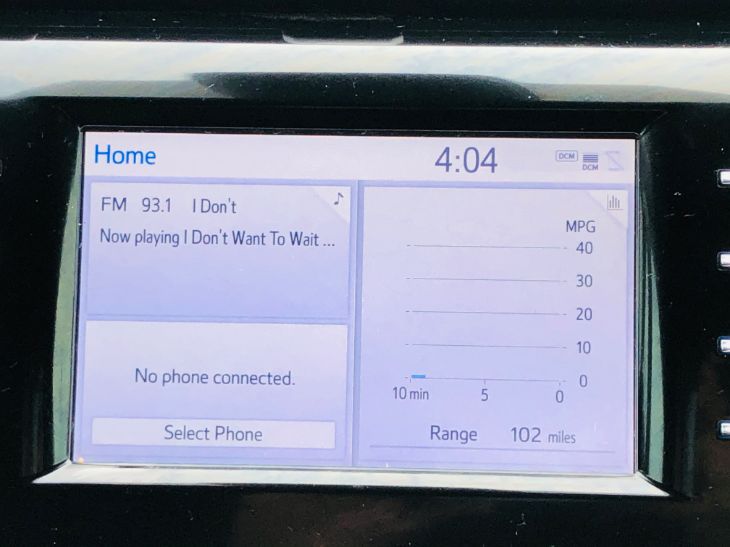 Home
4:04
DCM
DCM
FM 93.1 I Don't
Now playing I Don't Want To Wait ...
No phone connected.
Select Phone
MPG
40
30
20
10
0
10 min 5 0
Range 102 miles